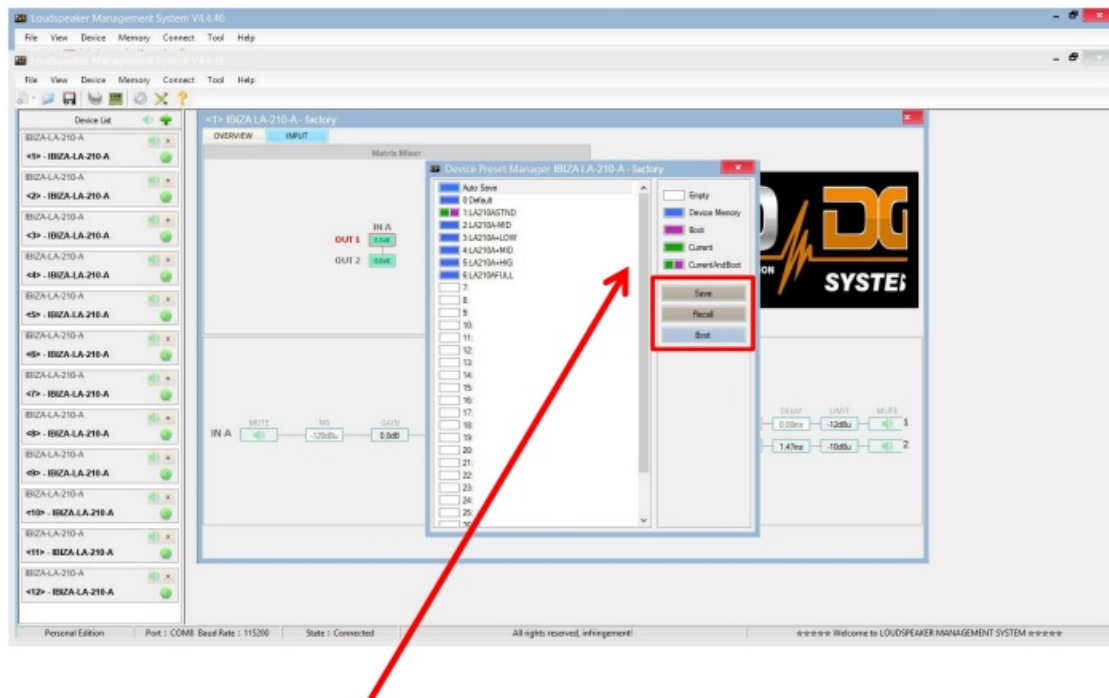 Loudspeaker Management System V4.4.46
File View Device Memory Connect Tool Help
File View Device Memory Connect Tool Help
Device List
IBIZA-LA-210-A
<1> - IBIZA-LA-210-A
IBIZA-LA-210-A
<2> - IBIZA-LA-210-A
IBIZA-LA-210-A
<3> - IBIZA-LA-210-A
IBIZA-LA-210-A
<4> - IBIZA-LA-210-A
IBIZA-LA-210-A
<5> - IBIZA-LA-210-A
IBIZA-LA-210-A
<6> - IBIZA-LA-210-A
IBIZA-LA-210-A
<7> - IBIZA-LA-210-A
IBIZA-LA-210-A
<8> - IBIZA-LA-210-A
IBIZA-LA-210-A
<9> - IBIZA-LA-210-A
IBIZA-LA-210-A
<10> - IBIZA-LA-210-A
IBIZA-LA-210-A
<11> - IBIZA-LA-210-A
IBIZA-LA-210-A
<12> - IBIZA-LA-210-A
<1> IBIZA LA-210-A - factory
OVERVIEW INPUT
Matrix Mixer
IN A
OUT 1 0.0dB
OUT 2 0.0dB
MUTE NG GAIN
IN A -120dBu 0.0dB
Device Preset Manager IBIZA LA-210-A - factory
Auto Save
0:Default
1:LA210ASTND
2:LA210A-MID
3:LA210A+LOW
4:LA210A+MID
5:LA210A+HIG
6:LA210AFULL
7:
8:
9:
10:
11:
12:
13:
14:
15:
16:
17:
18:
19:
20:
21:
22:
23:
24:
25:
Empty
Device Memory
Boot
Current
CurrentAndBoot
Save
Recall
Boot
DG
SYSTE
DELAY LIMIT MUTE
0.00ms -12dBu 1
1.47ms -10dBu 2
Personal Edition Port : COM8 Baud Rate : 115200 State : Connected All rights reserved, infringement! ☆☆☆☆☆ Welcome to LOUDSPEAKER MANAGEMENT SYSTEM ☆☆☆☆☆